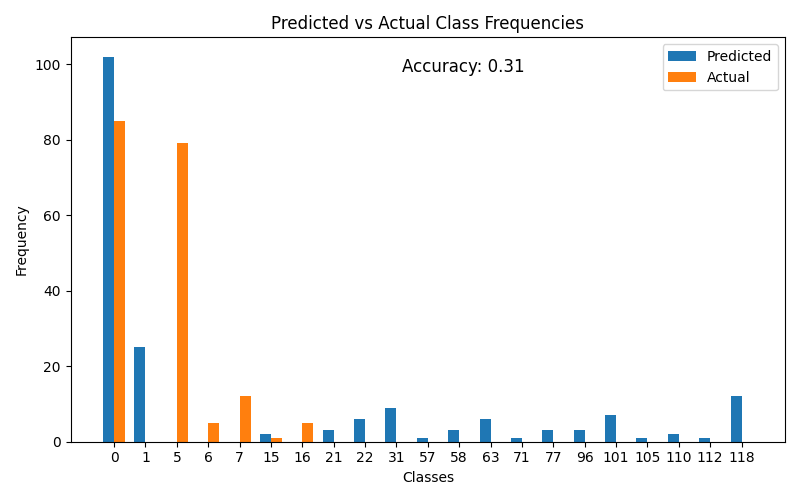 Predicted vs Actual Class Frequencies
Accuracy: 0.31
Predicted
Actual
Frequency
100
80
60
40
20
0
0 1 5 6 7 15 16 21 22 31 57 58 63 71 77 96 101 105 110 112 118
Classes